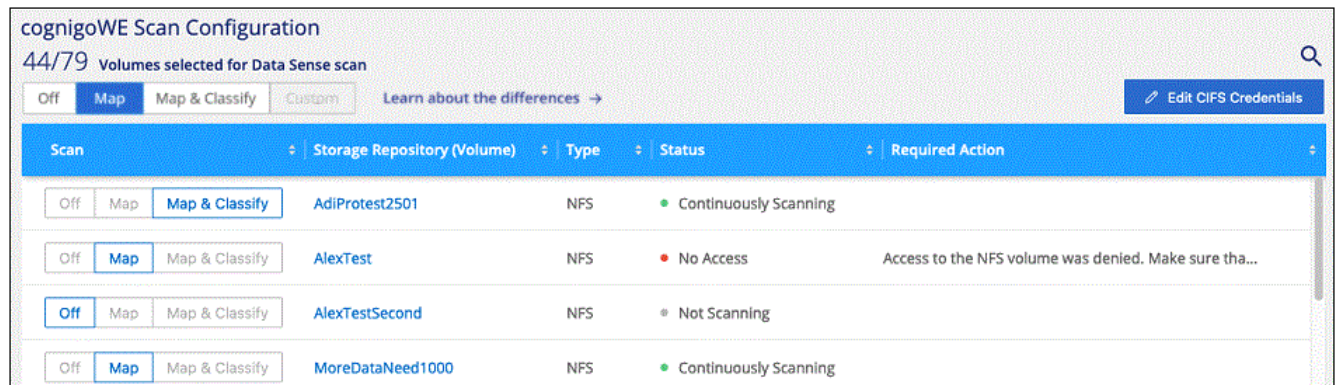 cognigoWE Scan Configuration
44/79 Volumes selected for Data Sense scan
Off Map Map & Classify Custom Learn about the differences → Edit CIFS Credentials
Scan Storage Repository (Volume) Type Status Required Action
Off Map Map & Classify AdiProtest2501 NFS Continuously Scanning
Off Map Map & Classify AlexTest NFS No Access Access to the NFS volume was denied. Make sure tha...
Off Map Map & Classify AlexTestSecond NFS Not Scanning
Off Map Map & Classify MoreDataNeed1000 NFS Continuously Scanning